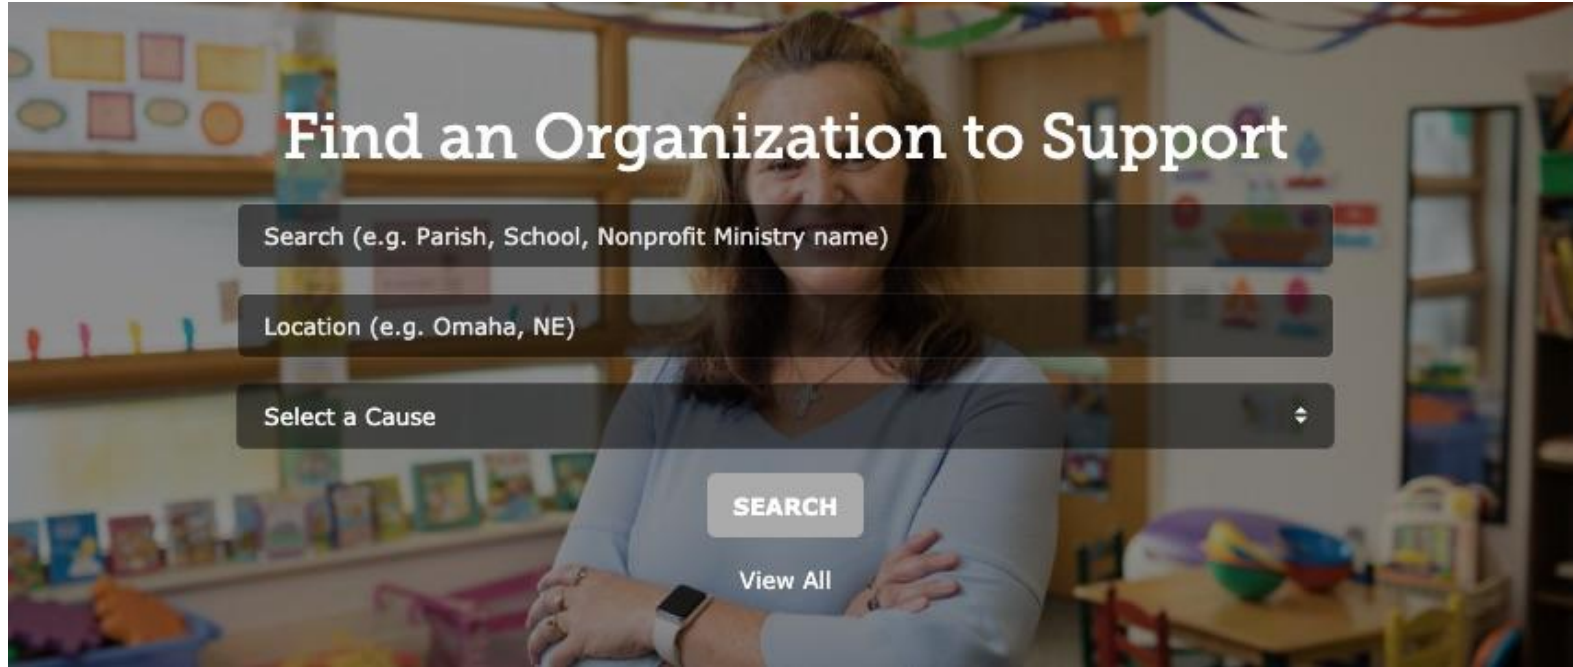 Find an Organization to Support
Search (e.g. Parish, School, Nonprofit Ministry name)
Location (e.g. Omaha, NE)
Select a Cause
SEARCH
View All